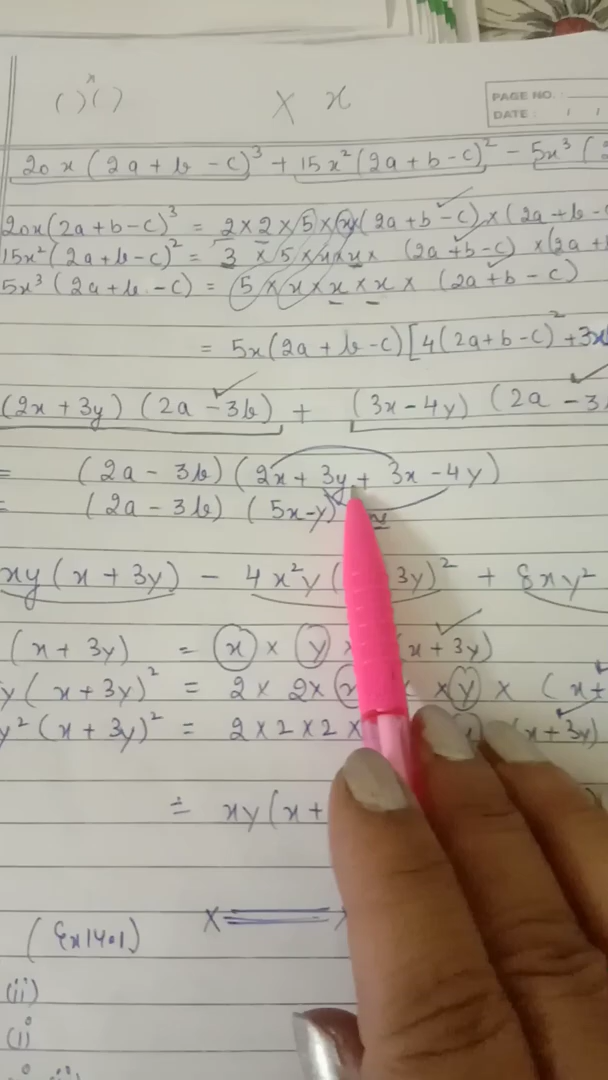 x
( ) ( )
X x
PAGE NO.
DATE : / /
20x(2a+b-c)³ + 15x²(2a+b-c)² - 5x³(2
20x(2a+b-c)³ = 2×2×5×x×(2a+b-c)×(2a+b-c
15x²(2a+b-c)² = 3×5×x×x× (2a+b-c)×(2a+b
5x³(2a+b-c) = 5×x×x×x× (2a+b-c)
= 5x(2a+b-c)[4(2a+b-c)²+3x
(2x+3y)(2a-3b) + (3x-4y)(2a-3b
= (2a-3b)(2x+3y+3x-4y)
= (2a-3b)(5x-y)
xy(x+3y) - 4x²y( 3y)² + 8xy²
(x+3y) = x × y × (x+3y)
y(x+3y)² = 2×2× × y × (x+
y²(x+3y)² = 2×2×2× (x+3y)
= xy(x+
(Ex 14.1)
(ii)
(i